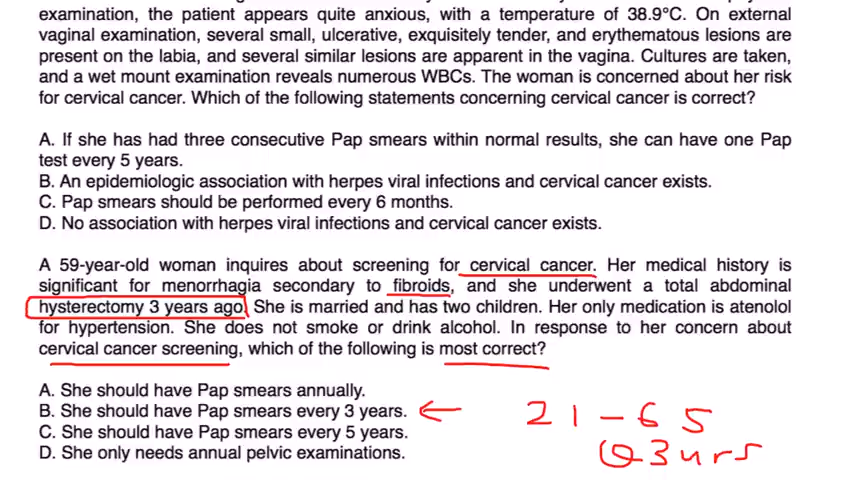 examination, the patient appears quite anxious, with a temperature of 38.9°C. On external
vaginal examination, several small, ulcerative, exquisitely tender, and erythematous lesions are
present on the labia, and several similar lesions are apparent in the vagina. Cultures are taken,
and a wet mount examination reveals numerous WBCs. The woman is concerned about her risk
for cervical cancer. Which of the following statements concerning cervical cancer is correct?
A. If she has had three consecutive Pap smears within normal results, she can have one Pap
test every 5 years.
B. An epidemiologic association with herpes viral infections and cervical cancer exists.
C. Pap smears should be performed every 6 months.
D. No association with herpes viral infections and cervical cancer exists.
A 59-year-old woman inquires about screening for cervical cancer. Her medical history is
significant for menorrhagia secondary to fibroids, and she underwent a total abdominal
hysterectomy 3 years ago. She is married and has two children. Her only medication is atenolol
for hypertension. She does not smoke or drink alcohol. In response to her concern about
cervical cancer screening, which of the following is most correct?
A. She should have Pap smears annually.
B. She should have Pap smears every 3 years. ← 21-65
C. She should have Pap smears every 5 years.
D. She only needs annual pelvic examinations. Q3yrs